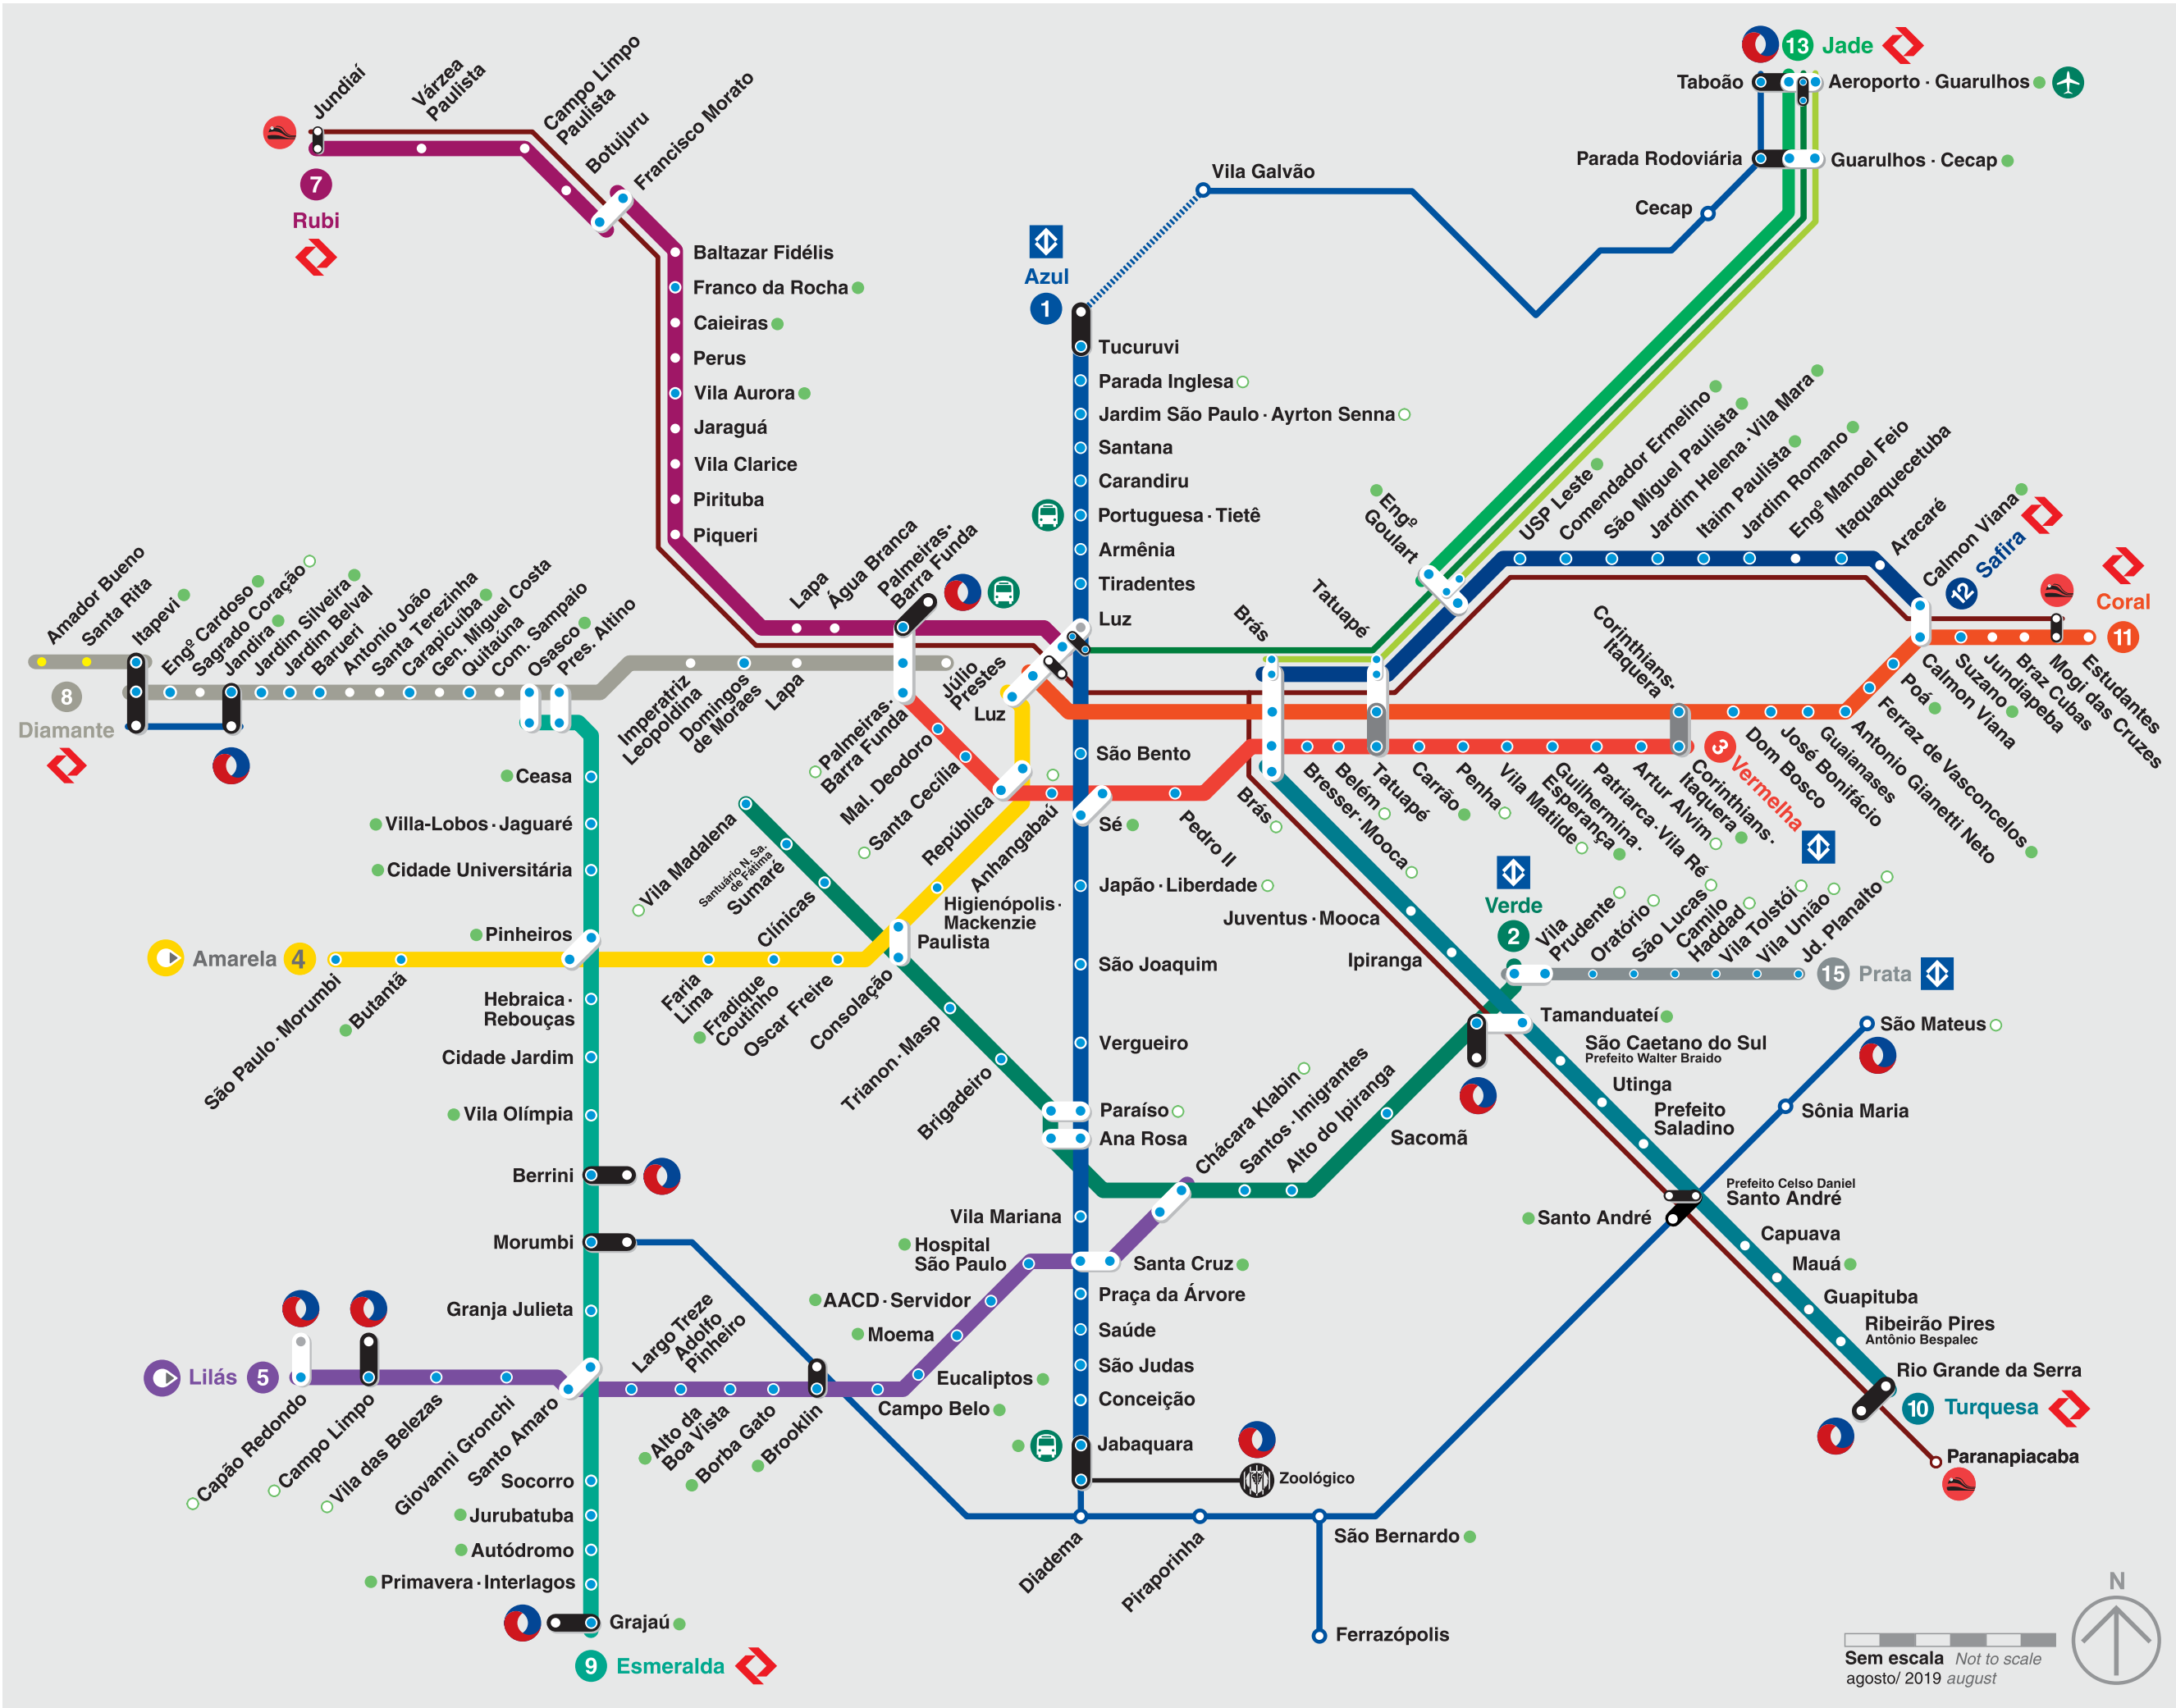 Jundiaí
Várzea
Paulista
Campo Limpo
Paulista
Botujuru
Francisco Morato
7
Rubi
Baltazar Fidélis
Franco da Rocha
Caieiras
Perus
Vila Aurora
Jaraguá
Vila Clarice
Pirituba
Piqueri
Lapa
Água Branca
Palmeiras·
Barra Funda
Azul
1
Tucuruvi
Parada Inglesa
Jardim São Paulo · Ayrton Senna
Santana
Carandiru
Portuguesa · Tietê
Armênia
Tiradentes
Luz
Vila Galvão
13
Jade
Taboão
Aeroporto · Guarulhos
Parada Rodoviária
Guarulhos · Cecap
Cecap
Engº
Goulart
USP Leste
Comendador Ermelino
São Miguel Paulista
Jardim Helena · Vila Mara
Itaim Paulista
Jardim Romano
Engº Manoel Feio
Itaquaquecetuba
Aracaré
Calmon Viana
12
Safira
Coral
11
Brás
Tatuapé
Corinthians·
Itaquera
Amador Bueno
Santa Rita
Itapevi
Engº Cardoso
Sagrado Coração
Jandira
Jardim Silveira
Jardim Belval
Barueri
Antonio João
Santa Terezinha
Carapicuíba
Gen. Miguel Costa
Quitaúna
Com. Sampaio
Osasco
Pres. Altino
8
Diamante
Imperatriz
Leopoldina
Domingos
de Moraes
Lapa
Júlio
Prestes
Luz
Palmeiras·
Barra Funda
Mal. Deodoro
Santa Cecília
República
Anhangabaú
São Bento
Sé
Pedro II
Brás
Bresser · Mooca
Belém
Tatuapé
Carrão
Penha
Vila Matilde
Guilhermina·
Esperança
Patriarca · Vila Ré
Artur Alvim
Corinthians·
Itaquera
3
Vermelha
Dom Bosco
José Bonifácio
Guaianases
Antonio Gianetti Neto
Ferraz de Vasconcelos
Poá
Calmon Viana
Suzano
Jundiapeba
Braz Cubas
Mogi das Cruzes
Estudantes
Ceasa
Villa-Lobos · Jaguaré
Cidade Universitária
Pinheiros
Hebraica·
Rebouças
Cidade Jardim
Vila Olímpia
Berrini
Morumbi
Granja Julieta
Socorro
Jurubatuba
Autódromo
Primavera · Interlagos
Grajaú
9
Esmeralda
Amarela
4
São Paulo · Morumbi
Butantã
Faria
Lima
Fradique
Coutinho
Oscar Freire
Paulista
Higienópolis·
Mackenzie
Vila Madalena
Santuário N. Sa.
de Fátima
Sumaré
Clínicas
Consolação
Trianon · Masp
Brigadeiro
Paraíso
Ana Rosa
Chácara Klabin
Santos · Imigrantes
Alto do Ipiranga
Sacomã
Japão · Liberdade
São Joaquim
Vergueiro
Vila Mariana
Santa Cruz
Praça da Árvore
Saúde
São Judas
Conceição
Jabaquara
Zoológico
Juventus · Mooca
Ipiranga
Verde
2
Vila
Prudente
Oratório
São Lucas
Camilo
Haddad
Vila Tolstói
Vila União
Jd. Planalto
15
Prata
Tamanduateí
São Caetano do Sul
Prefeito Walter Braido
Utinga
Prefeito
Saladino
Prefeito Celso Daniel
Santo André
Capuava
Mauá
Guapituba
Ribeirão Pires
Antônio Bespalec
Rio Grande da Serra
10
Turquesa
Paranapiacaba
São Mateus
Sônia Maria
Santo André
São Bernardo
Ferrazópolis
Piraporinha
Diadema
Lilás
5
Capão Redondo
Campo Limpo
Vila das Belezas
Giovanni Gronchi
Santo Amaro
Largo Treze
Adolfo
Pinheiro
Alto da
Boa Vista
Borba Gato
Brooklin
Campo Belo
Eucaliptos
Moema
AACD · Servidor
Hospital
São Paulo
N
Sem escala Not to scale
agosto/ 2019 august